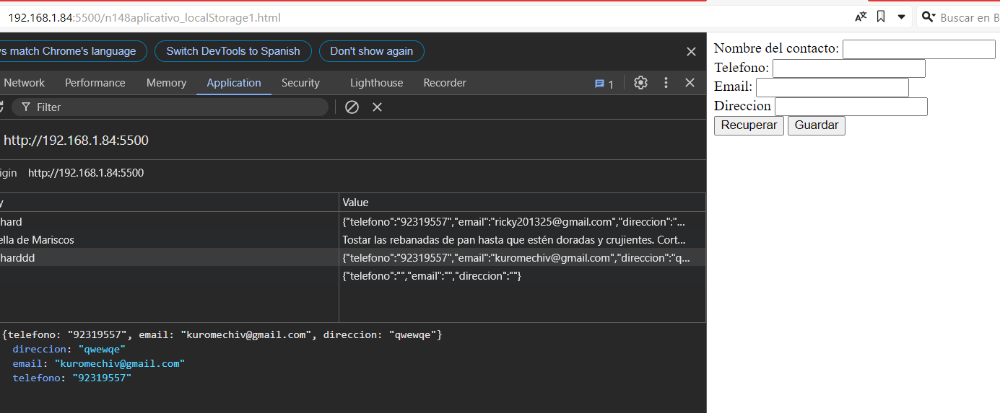 192.168.1.84:5500/n148aplicativo_localStorage1.html
Buscar en B
s match Chrome's language Switch DevTools to Spanish Don't show again
Network Performance Memory Application Security Lighthouse Recorder 1
Filter
http://192.168.1.84:5500
igin http://192.168.1.84:5500
y Value
hard {"telefono":"92319557","email":"ricky201325@gmail.com","direccion":"...
ella de Mariscos Tostar las rebanadas de pan hasta que estén doradas y crujientes. Cort...
harddd {"telefono":"92319557","email":"kuromechiv@gmail.com","direccion":"q...
{"telefono":"","email":"","direccion":""}
{telefono: "92319557", email: "kuromechiv@gmail.com", direccion: "qwewqe"}
direccion: "qwewqe"
email: "kuromechiv@gmail.com"
telefono: "92319557"
Nombre del contacto:
Telefono:
Email:
Direccion
Recuperar Guardar